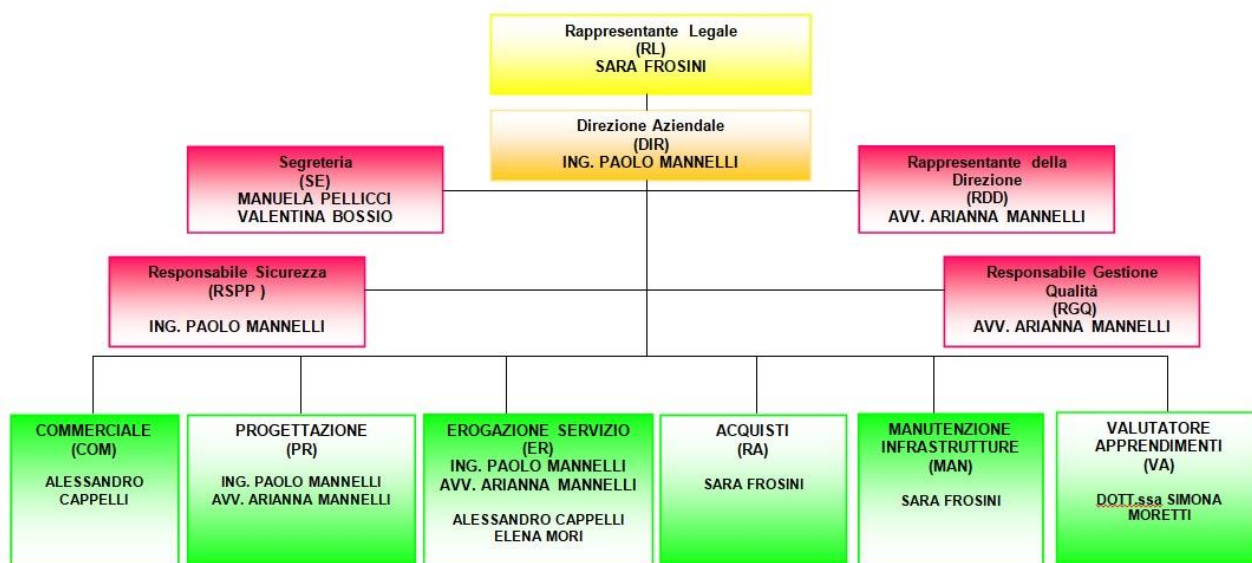 Rappresentante Legale
(RL)
SARA FROSINI
Direzione Aziendale
(DIR)
ING. PAOLO MANNELLI
Segreteria
(SE)
MANUELA PELLICCI
VALENTINA BOSSIO
Rappresentante della
Direzione
(RDD)
AVV. ARIANNA MANNELLI
Responsabile Sicurezza
(RSPP )
ING. PAOLO MANNELLI
Responsabile Gestione
Qualità
(RGQ)
AVV. ARIANNA MANNELLI
COMMERCIALE
(COM)
ALESSANDRO
CAPPELLI
PROGETTAZIONE
(PR)
ING. PAOLO MANNELLI
AVV. ARIANNA MANNELLI
EROGAZIONE SERVIZIO
(ER)
ING. PAOLO MANNELLI
AVV. ARIANNA MANNELLI
ALESSANDRO CAPPELLI
ELENA MORI
ACQUISTI
(RA)
SARA FROSINI
MANUTENZIONE
INFRASTRUTTURE
(MAN)
SARA FROSINI
VALUTATORE
APPRENDIMENTI
(VA)
DOTT.ssa SIMONA
MORETTI